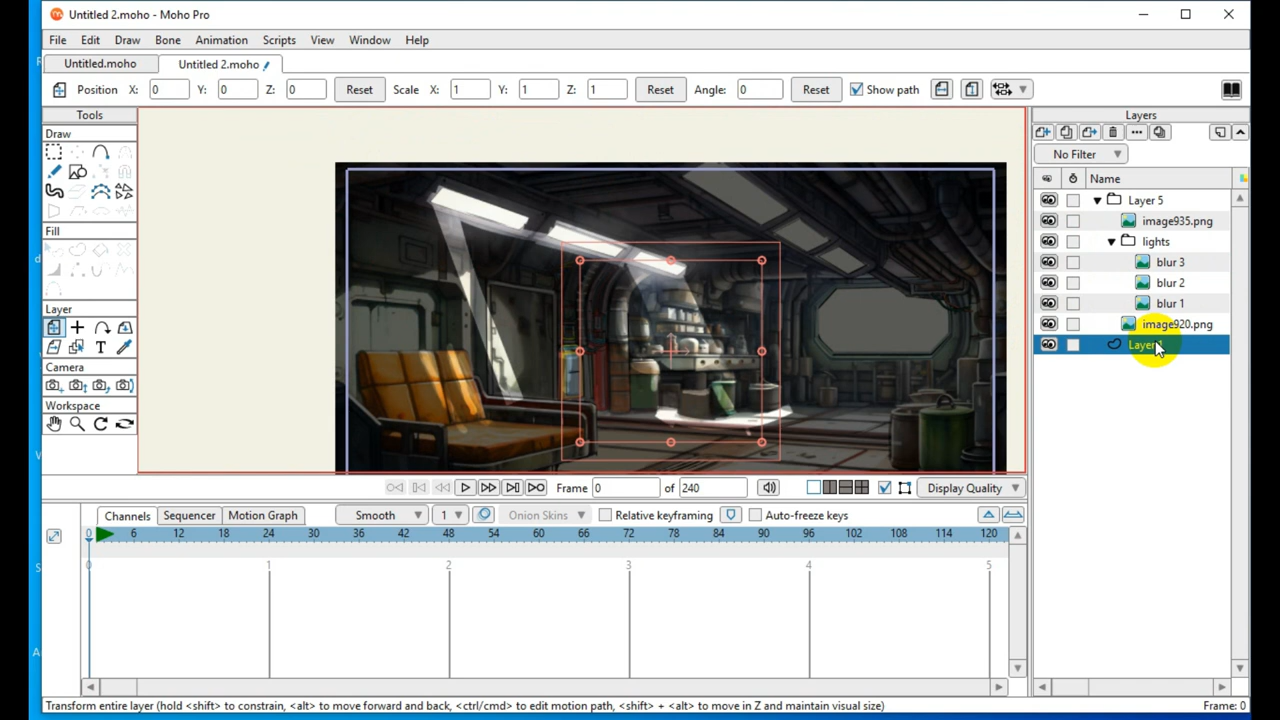 Untitled 2.moho - Moho Pro
File Edit Draw Bone Animation Scripts View Window Help
Untitled.moho Untitled 2.moho
Position X: 0 Y: 0 Z: 0 Reset Scale X: 1 Y: 1 Z: 1 Reset Angle: 0 Reset Show path
Tools
Draw
Fill
Layer
Camera
Workspace
Layers
No Filter
Name
Layer 5
image935.png
lights
blur 3
blur 2
blur 1
image920.png
Layer
Frame 0 of 240 Display Quality
Channels Sequencer Motion Graph Smooth 1 Onion Skins Relative keyframing Auto-freeze keys
0 6 12 18 24 30 36 42 48 54 60 66 72 78 84 90 96 102 108 114 120
0 1 2 3 4 5
Transform entire layer (hold <shift> to constrain, <alt> to move forward and back, <ctrl/cmd> to edit motion path, <shift> + <alt> to move in Z and maintain visual size) Frame: 0